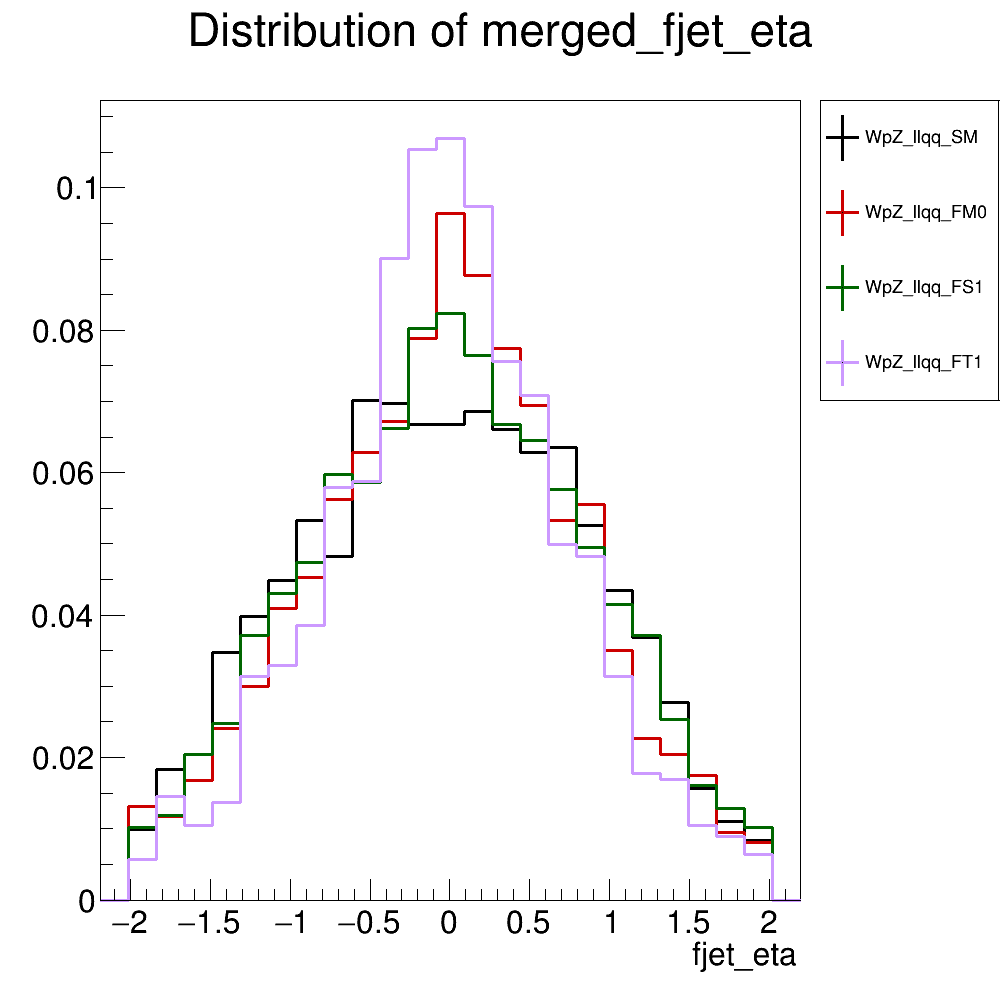 Distribution of merged_fjet_eta
WpZ_llqq_SM
WpZ_llqq_FM0
WpZ_llqq_FS1
WpZ_llqq_FT1
0.1
0.08
0.06
0.04
0.02
0
−2 −1.5 −1 −0.5 0 0.5 1 1.5 2
fjet_eta